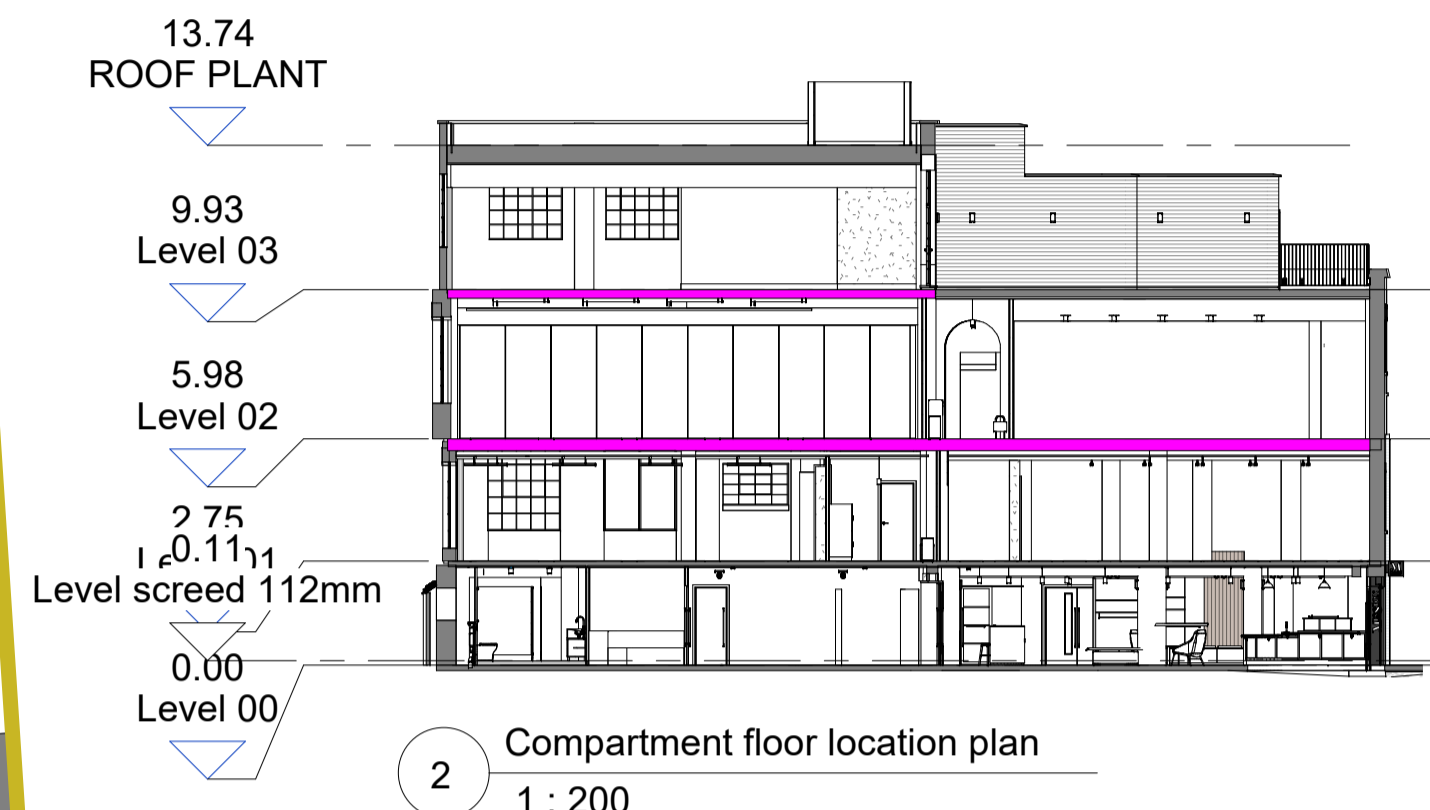 13.74
ROOF PLANT
9.93
Level 03
5.98
Level 02
2.75
0.11
Level screed 112mm
0.00
Level 00
2
Compartment floor location plan
1 : 200